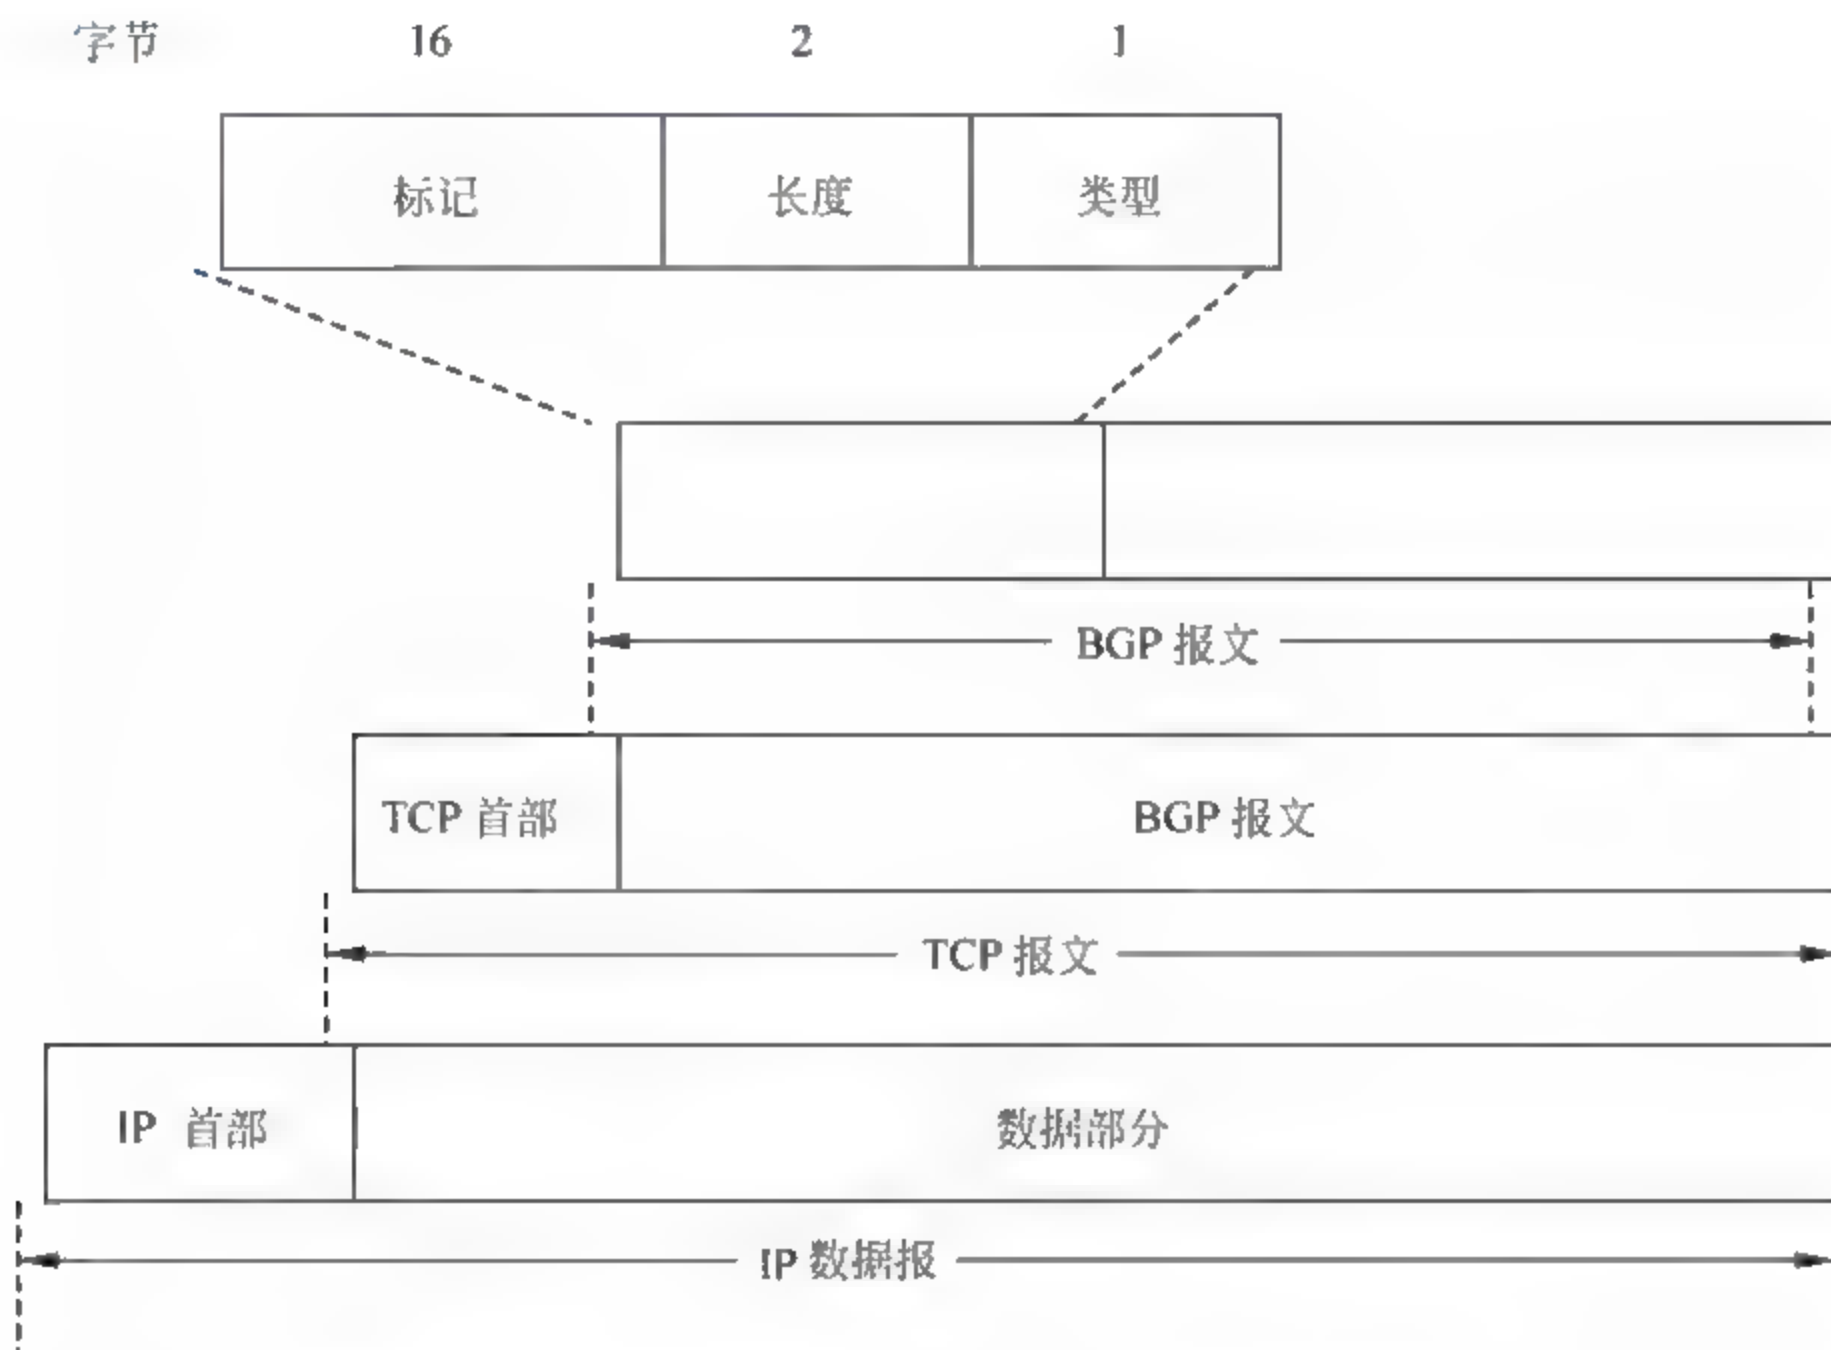 字节 16 2 1
标记 长度 类型
BGP 报文
TCP 首部 BGP 报文
TCP 报文
IP 首部 数据部分
IP 数据报